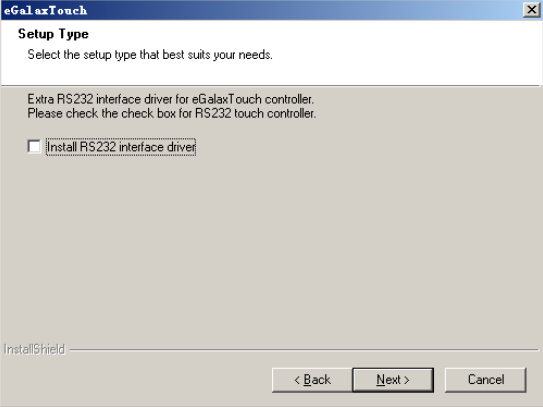 eGalaxTouch
Setup Type
Select the setup type that best suits your needs.
Extra RS232 interface driver for eGalaxTouch controller.
Please check the check box for RS232 touch controller.
Install RS232 interface driver
InstallShield
< Back
Next >
Cancel